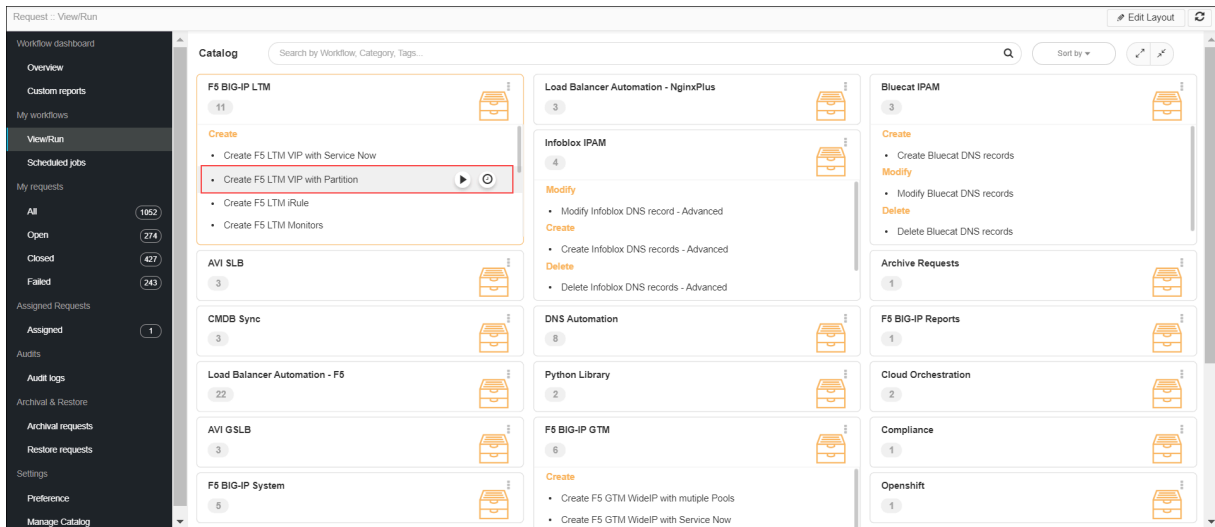 Request :: View/Run
Edit Layout
Workflow dashboard
Overview
Custom reports
My workflows
View/Run
Scheduled jobs
My requests
All
1052
Open
274
Closed
427
Failed
243
Assigned Requests
Assigned
1
Audits
Audit logs
Archival & Restore
Archival requests
Restore requests
Settings
Preference
Manage Catalog
Catalog
Search by Workflow, Category, Tags...
Sort by
F5 BIG-IP LTM
11
Create
• Create F5 LTM VIP with Service Now
• Create F5 LTM VIP with Partition
• Create F5 LTM iRule
• Create F5 LTM Monitors
AVI SLB
3
CMDB Sync
3
Load Balancer Automation - F5
22
AVI GSLB
3
F5 BIG-IP System
5
Load Balancer Automation - NginxPlus
3
Infoblox IPAM
4
Modify
• Modify Infoblox DNS record - Advanced
Create
• Create Infoblox DNS records - Advanced
Delete
• Delete Infoblox DNS records - Advanced
DNS Automation
8
Python Library
2
F5 BIG-IP GTM
6
Create
• Create F5 GTM WideIP with mutiple Pools
• Create F5 GTM WideIP with Service Now
Bluecat IPAM
3
Create
• Create Bluecat DNS records
Modify
• Modify Bluecat DNS records
Delete
• Delete Bluecat DNS records
Archive Requests
1
F5 BIG-IP Reports
1
Cloud Orchestration
2
Compliance
1
Openshift
1